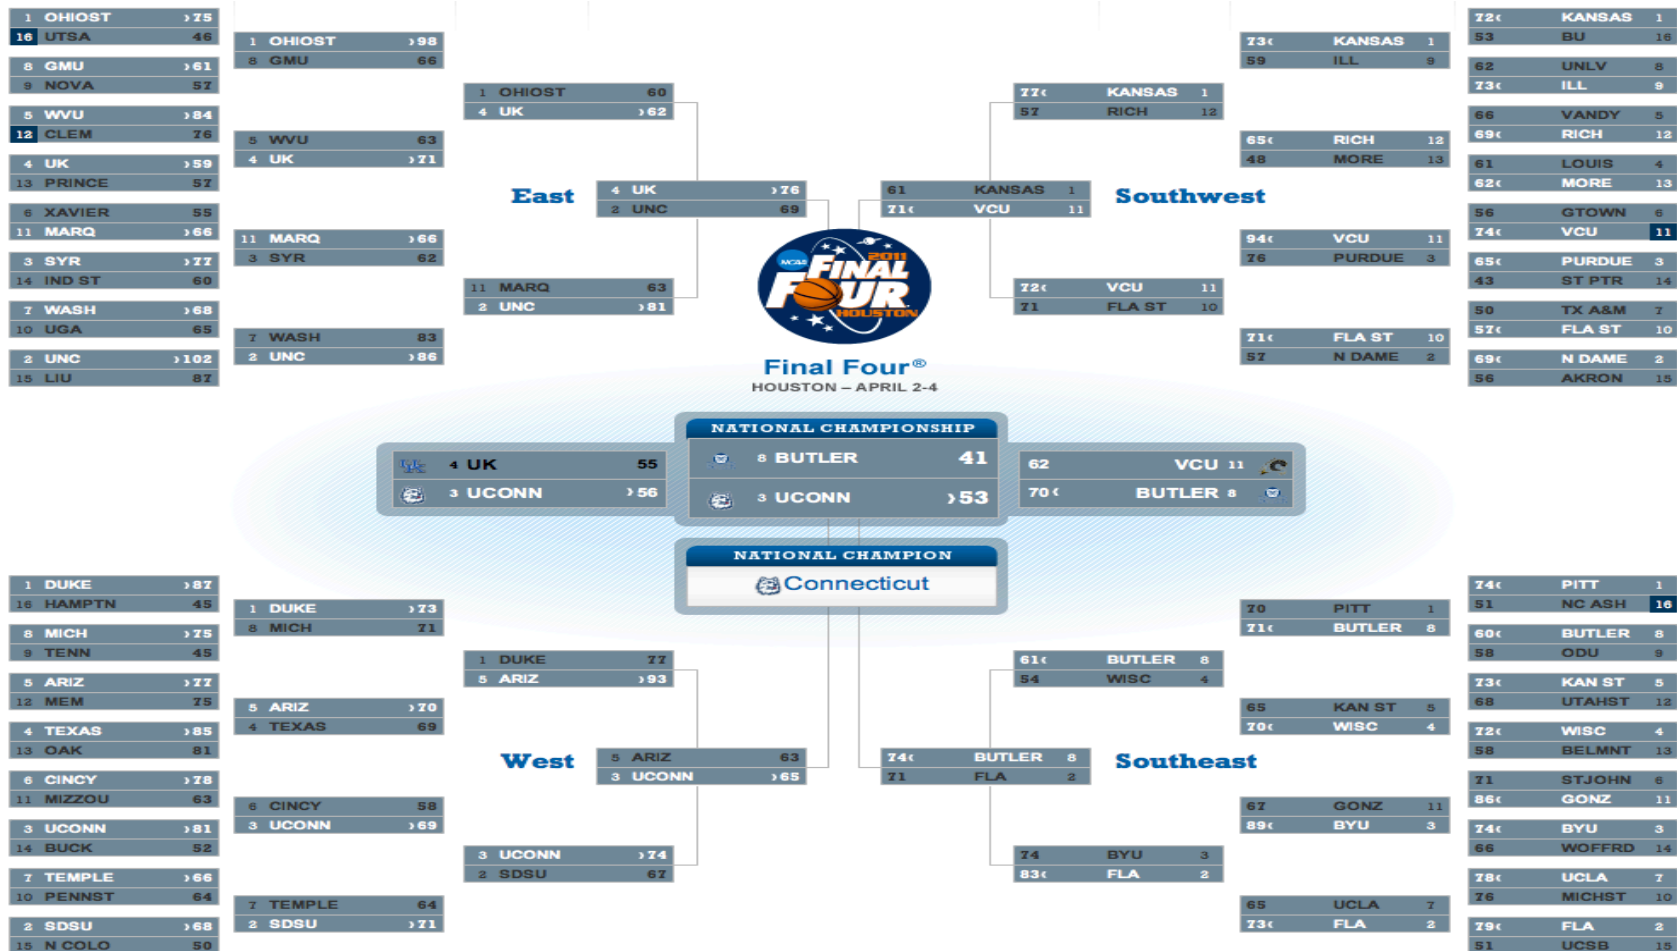 1 OHIOST 75
16 UTSA 46
8 GMU 61
9 NOVA 57
5 WVU 84
12 CLEM 76
4 UK 59
13 PRINCE 57
6 XAVIER 55
11 MARQ 66
3 SYR 77
14 IND ST 60
7 WASH 68
10 UGA 65
2 UNC 102
15 LIU 87
1 OHIOST 98
8 GMU 66
5 WVU 63
4 UK 71
11 MARQ 66
3 SYR 62
7 WASH 83
2 UNC 86
1 OHIOST 60
4 UK 62
11 MARQ 63
2 UNC 81
East
4 UK 76
2 UNC 69
61 KANSAS 1
71 VCU 11
Southwest
77 KANSAS 1
57 RICH 12
72 VCU 11
71 FLA ST 10
73 KANSAS 1
59 ILL 9
65 RICH 12
48 MORE 13
94 VCU 11
76 PURDUE 3
71 FLA ST 10
57 N DAME 2
72 KANSAS 1
53 BU 16
62 UNLV 8
73 ILL 9
66 VANDY 5
69 RICH 12
61 LOUIS 4
62 MORE 13
56 GTOWN 6
74 VCU 11
65 PURDUE 3
43 ST PTR 14
50 TX A&M 7
57 FLA ST 10
69 N DAME 2
56 AKRON 15
NCAA
2011
FINAL
FOUR
HOUSTON
Final Four®
HOUSTON – APRIL 2-4
NATIONAL CHAMPIONSHIP
8 BUTLER 41
3 UCONN 53
UK 4 UK 55
3 UCONN 56
62 VCU 11
70 BUTLER 8
NATIONAL CHAMPION
Connecticut
1 DUKE 87
16 HAMPTN 45
8 MICH 75
9 TENN 45
5 ARIZ 77
12 MEM 75
4 TEXAS 85
13 OAK 81
6 CINCY 78
11 MIZZOU 63
3 UCONN 81
14 BUCK 52
7 TEMPLE 66
10 PENNST 64
2 SDSU 68
15 N COLO 50
1 DUKE 73
8 MICH 71
5 ARIZ 70
4 TEXAS 69
6 CINCY 58
3 UCONN 69
7 TEMPLE 64
2 SDSU 71
1 DUKE 77
5 ARIZ 93
3 UCONN 74
2 SDSU 67
West
5 ARIZ 63
3 UCONN 65
74 BUTLER 8
71 FLA 2
Southeast
61 BUTLER 8
54 WISC 4
74 BYU 3
83 FLA 2
70 PITT 1
71 BUTLER 8
65 KAN ST 5
70 WISC 4
67 GONZ 11
89 BYU 3
65 UCLA 7
73 FLA 2
74 PITT 1
51 NC ASH 16
60 BUTLER 8
58 ODU 9
73 KAN ST 5
68 UTAHST 12
72 WISC 4
58 BELMNT 13
71 STJOHN 6
86 GONZ 11
74 BYU 3
66 WOFFRD 14
78 UCLA 7
76 MICHST 10
79 FLA 2
51 UCSB 15